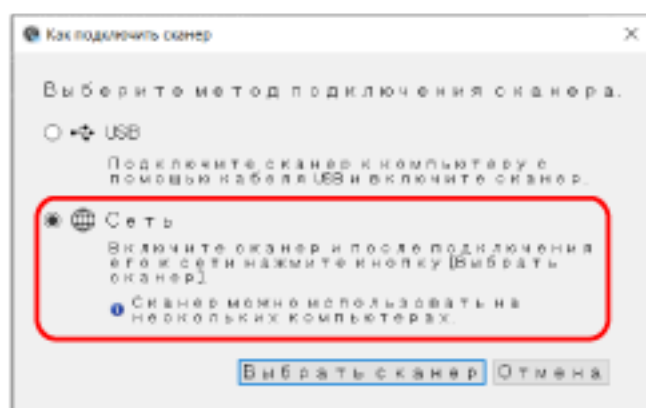 Как подключить сканер
Выберите метод подключения сканера.
USB
Подключите сканер к компьютеру с
помощью кабеля USB и включите сканер.
Сеть
Включите сканер и после подключения
его к сети нажмите кнопку [Выбрать
сканер].
Сканер можно использовать на
нескольких компьютерах.
Выбрать сканер Отмена